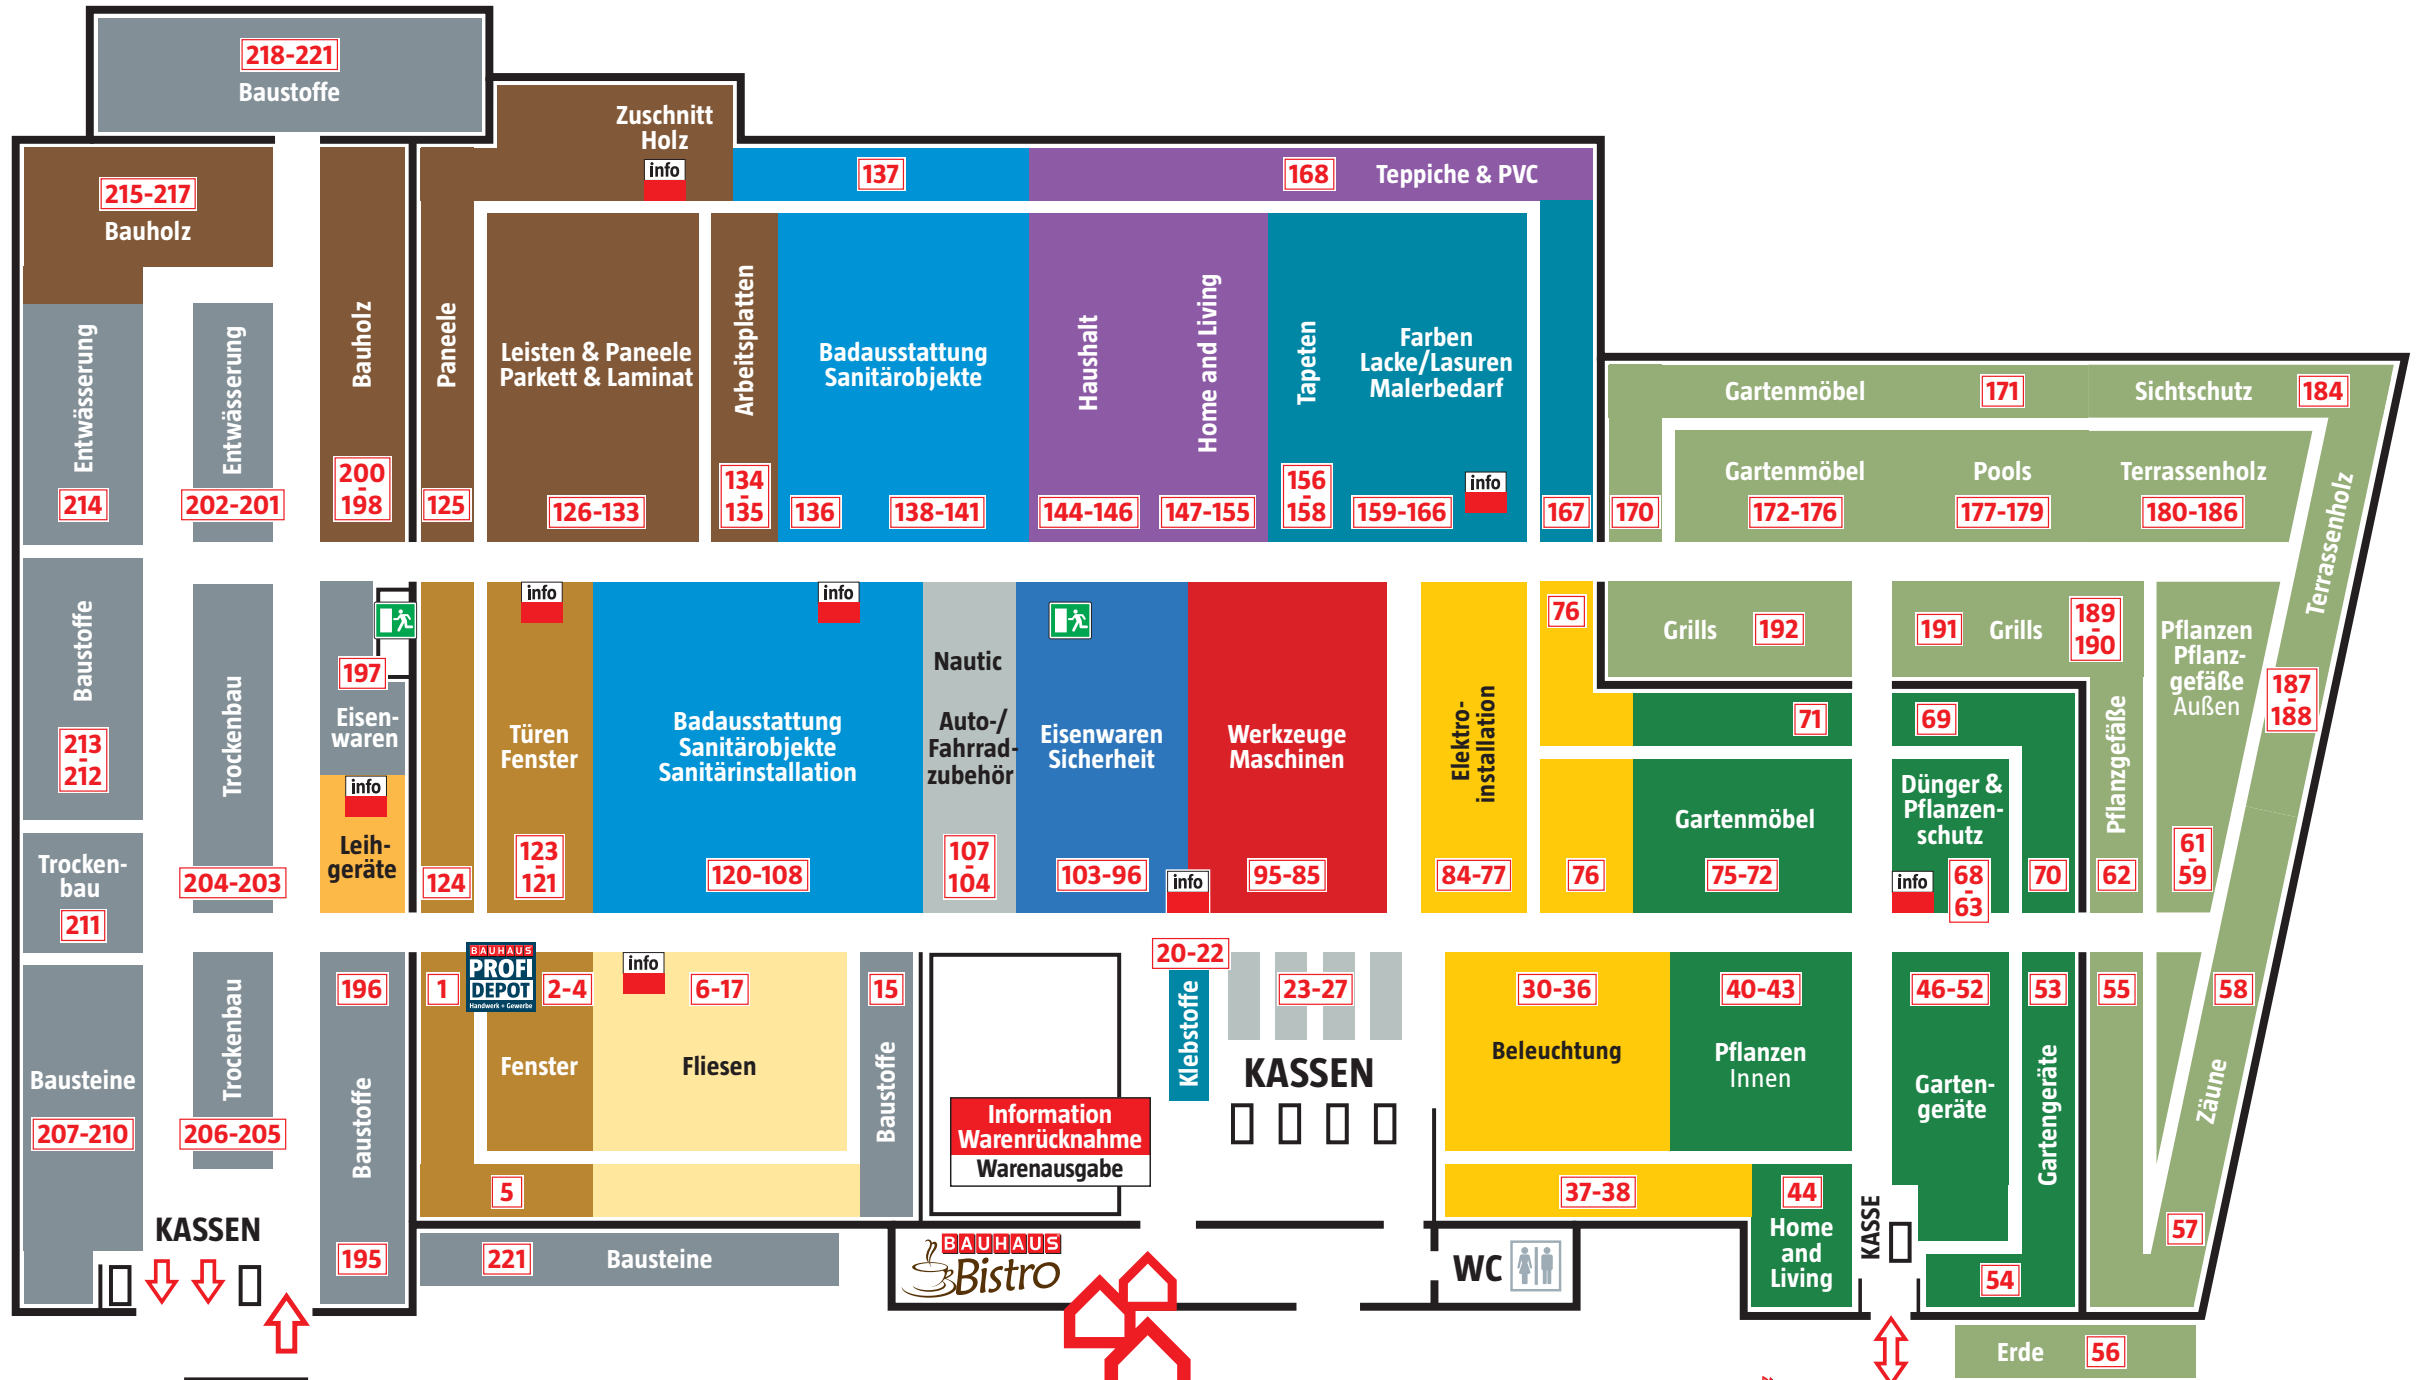 218-221
Baustoffe
Zuschnitt
Holz
info
137
168
Teppiche & PVC
215-217
Bauholz
Entwässerung
214
Entwässerung
202-201
Bauholz
200
-
198
Paneele
125
Leisten & Paneele
Parkett & Laminat
126-133
Arbeitsplatten
134
-
135
Badausstattung
Sanitärobjekte
136
138-141
Haushalt
144-146
Home and Living
147-155
Tapeten
156
-
158
Farben
Lacke/Lasuren
Malerbedarf
info
159-166
167
170
Gartenmöbel
171
Sichtschutz
184
Gartenmöbel
172-176
Pools
177-179
Terrassenholz
180-186
Terrassenholz
Baustoffe
213
-
212
Trockenbau
204-203
197
Eisen-
waren
info
Leih-
geräte
124
info
Türen
Fenster
123
-
121
info
Badausstattung
Sanitärobjekte
Sanitärinstallation
120-108
Nautic
Auto-/
Fahrrad-
zubehör
107
-
104
Eisenwaren
Sicherheit
103-96
info
Werkzeuge
Maschinen
95-85
Elektro-
installation
84-77
76
76
Grills
192
191
Grills
189
-
190
Pflanzen
Pflanz-
gefäße
Außen
187
-
188
71
69
Gartenmöbel
75-72
Dünger &
Pflanzen-
schutz
info
68
-
63
70
Pflanzgefäße
62
61
-
59
Trocken-
bau
211
Bausteine
207-210
Trockenbau
206-205
196
Baustoffe
195
1
BAUHAUS
PROFI
DEPOT
Handwerk + Gewerbe
2-4
info
6-17
15
Fenster
Fliesen
Baustoffe
5
Information
Warenrücknahme
Warenausgabe
20-22
Klebstoffe
23-27
KASSEN
30-36
Beleuchtung
40-43
Pflanzen
Innen
37-38
44
Home
and
Living
46-52
Garten-
geräte
53
Gartengeräte
55
58
Zäune
57
KASSE
54
KASSEN
221
Bausteine
BAUHAUS
Bistro
WC
Erde
56